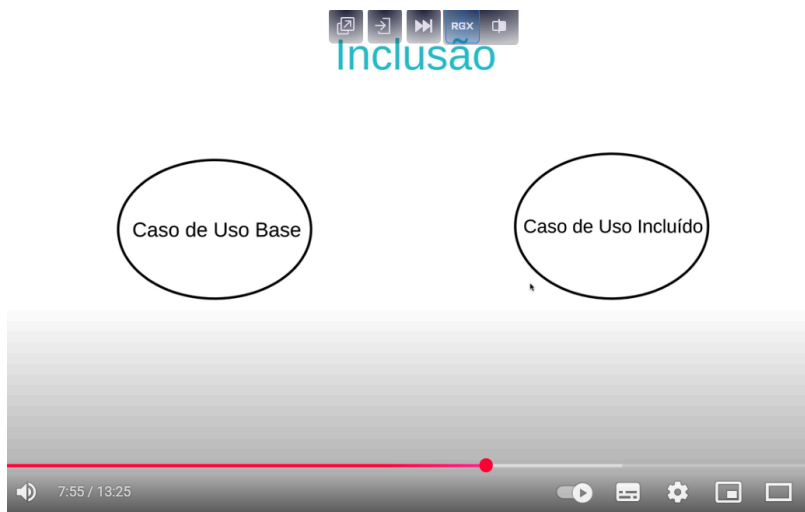 RGX
Inclusão
Caso de Uso Base
Caso de Uso Incluído
7:55 / 13:25